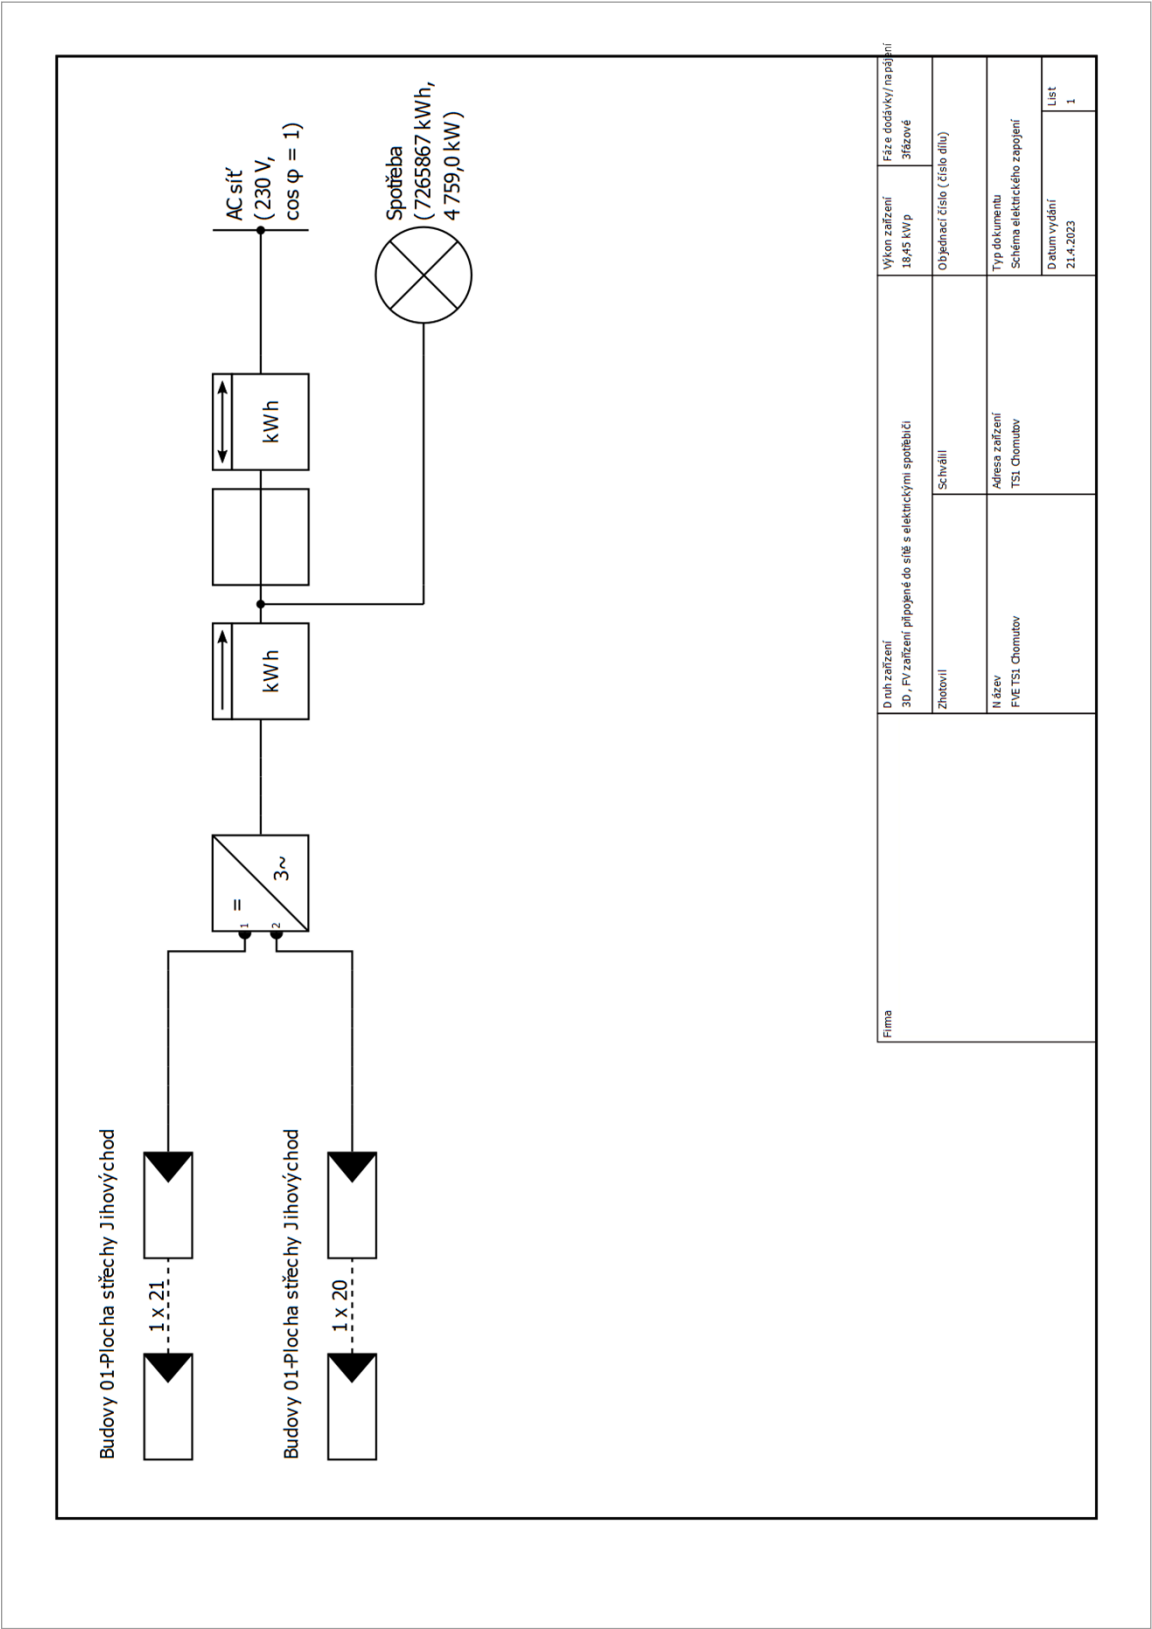 Budovy 01-Plocha střechy Jihovýchod
1 x 21
Budovy 01-Plocha střechy Jihovýchod
1 x 20
1
2
=
3~
kWh
kWh
AC síť
(230 V,
cos φ = 1)
Spotřeba
(7265867 kWh,
4 759,0 kW)
Firma
Druh zařízení
3D, FV zařízení připojené do sítě s elektrickými spotřebiči
Výkon zařízení
18,45 kWp
Fáze dodávky/ napájení
3fázové
Zhotovil
Schválil
Objednací číslo (číslo dílu)
Název
FVE TS1 Chomutov
Adresa zařízení
TS1 Chomutov
Typ dokumentu
Schéma elektrického zapojení
Datum vydání
21.4.2023
List
1